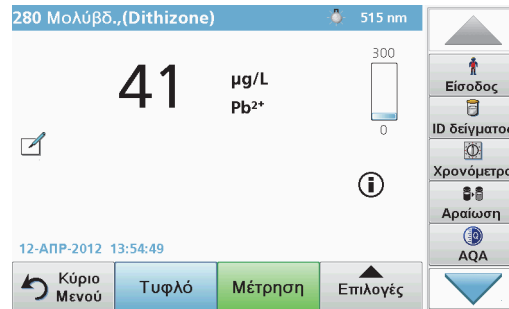 280 Μολύβδ.,(Dithizone)
515 nm
41
µg/L
Pb²⁺
300
0
12-ΑΠΡ-2012 13:54:49
Κύριο
Μενού
Τυφλό
Μέτρηση
Επιλογές
Είσοδος
ID δείγματος
Χρονόμετρο
Αραίωση
AQA